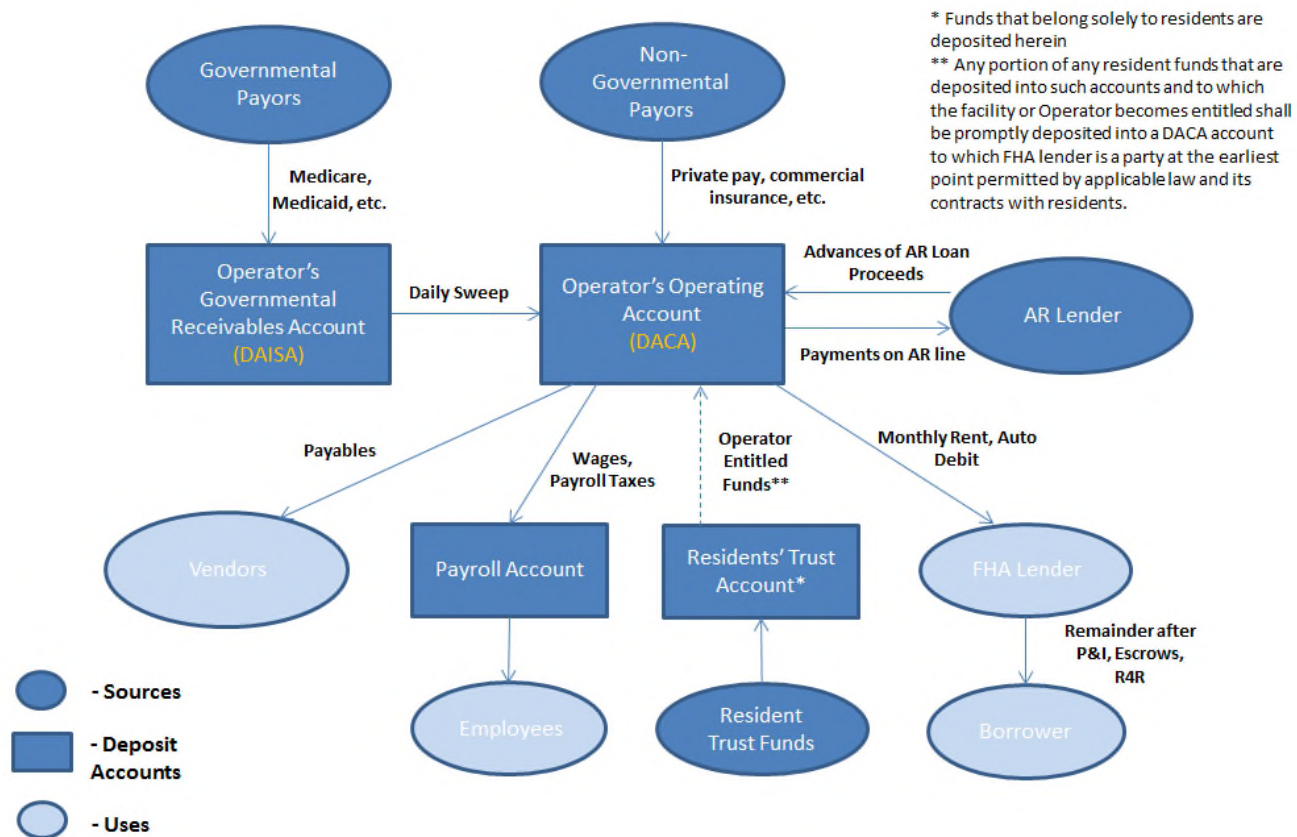 Governmental
Payors
Non-
Governmental
Payors
* Funds that belong solely to residents are
deposited herein
** Any portion of any resident funds that are
deposited into such accounts and to which
the facility or Operator becomes entitled shall
be promptly deposited into a DACA account
to which FHA lender is a party at the earliest
point permitted by applicable law and its
contracts with residents.
Medicare,
Medicaid, etc.
Private pay, commercial
insurance, etc.
Operator's
Governmental
Receivables Account
(DAISA)
Daily Sweep
Operator's Operating
Account
(DACA)
Advances of AR Loan
Proceeds
AR Lender
Payments on AR line
Payables
Wages,
Payroll Taxes
Operator
Entitled
Funds**
Monthly Rent, Auto
Debit
Vendors
Payroll Account
Residents' Trust
Account*
FHA Lender
Remainder after
P&I, Escrows,
R4R
- Sources
Employees
Resident
Trust Funds
Borrower
- Deposit
Accounts
- Uses